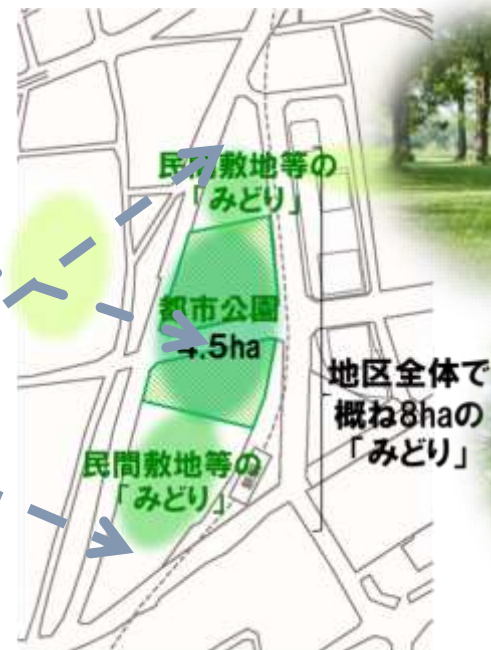 民間敷地等の
「みどり」
都市公園
4.5ha
地区全体で
概ね8haの
「みどり」
民間敷地等の
「みどり」